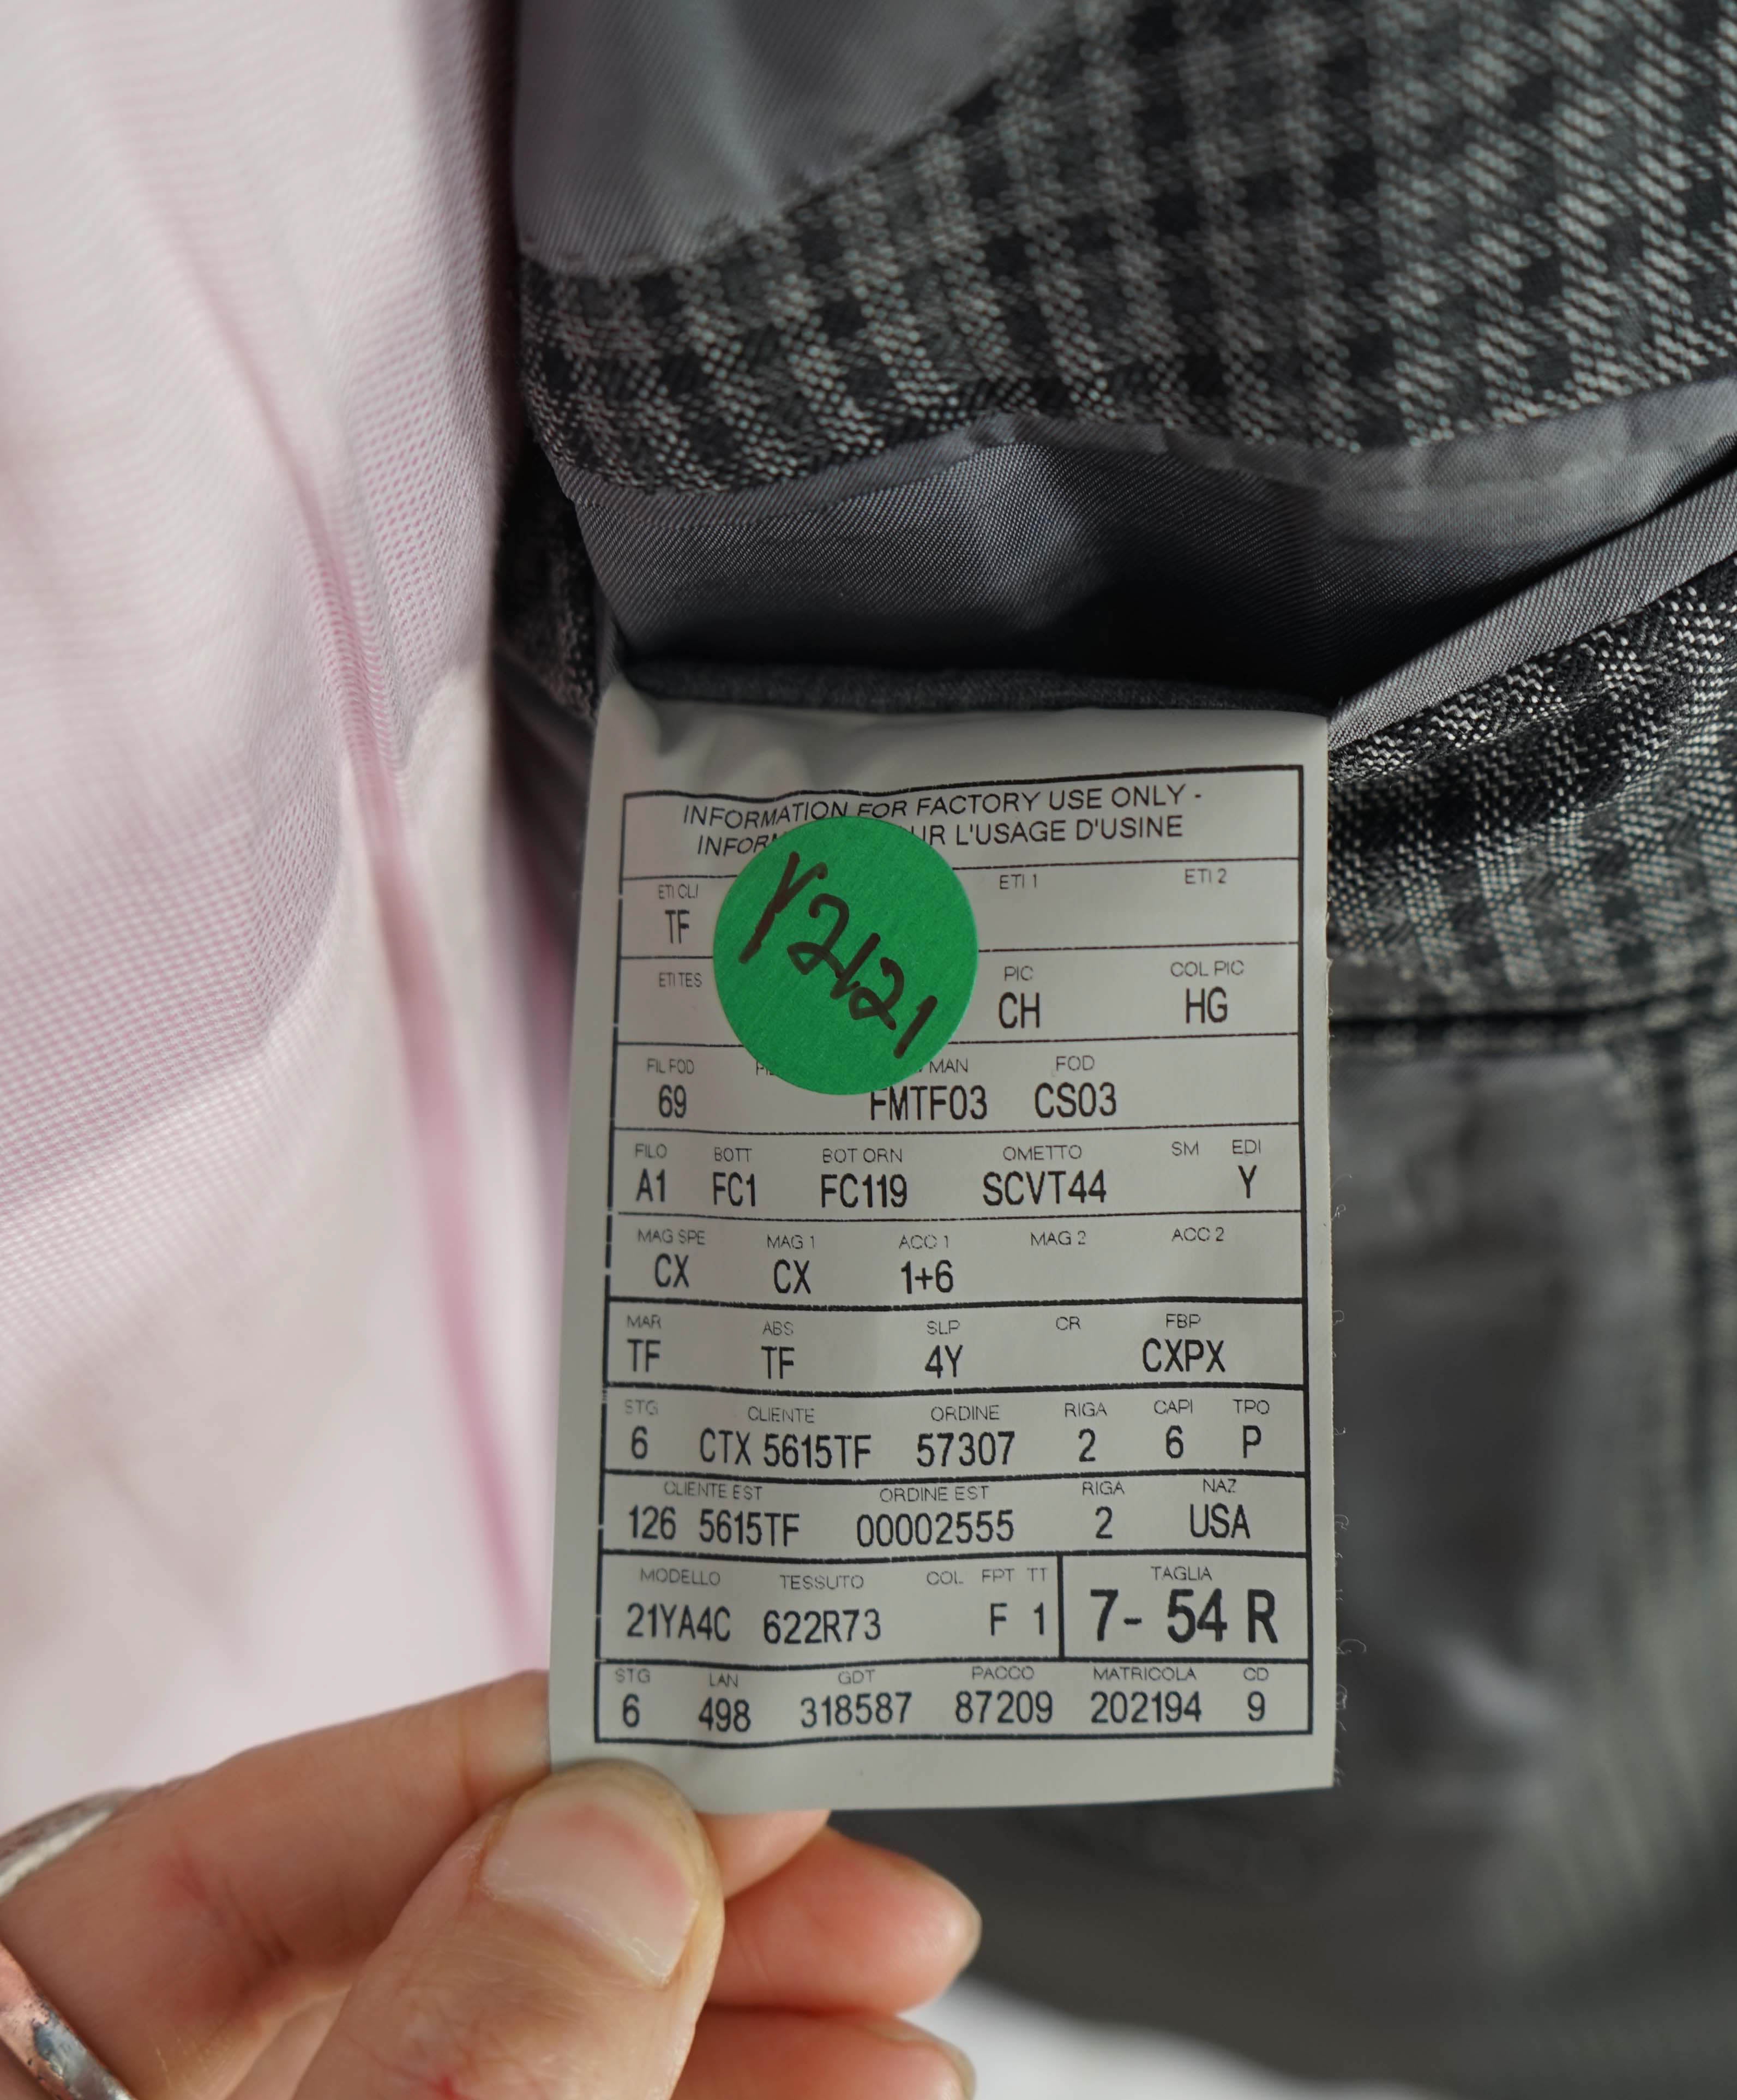 INFORMATION FOR FACTORY USE ONLY -
L'USAGE D'USINE
ETI CLI ETI 1 ETI 2
TF
Y2121
ETI TES PIC COL PIC
CH HG
FIL FOD MAN FOD
69 FMTF03 CS03
FILO BOTT BOT ORN OMETTO SM EDI
A1 FC1 FC119 SCVT44 Y
MAG SPE MAG 1 ACC 1 MAG 2 ACC 2
CX CX 1+6
MAR ABS SLP CR FBP
TF TF 4Y CXPX
STG CLIENTE ORDINE RIGA CAPI TPO
6 CTX 5615TF 57307 2 6 P
CLIENTE EST ORDINE EST RIGA NAZ
126 5615TF 00002555 2 USA
MODELLO TESSUTO COL FPT TT TAGLIA
21YA4C 622R73 F 1 7- 54 R
STG LAN GDT PACCO MATRICOLA CD
6 498 318587 87209 202194 9